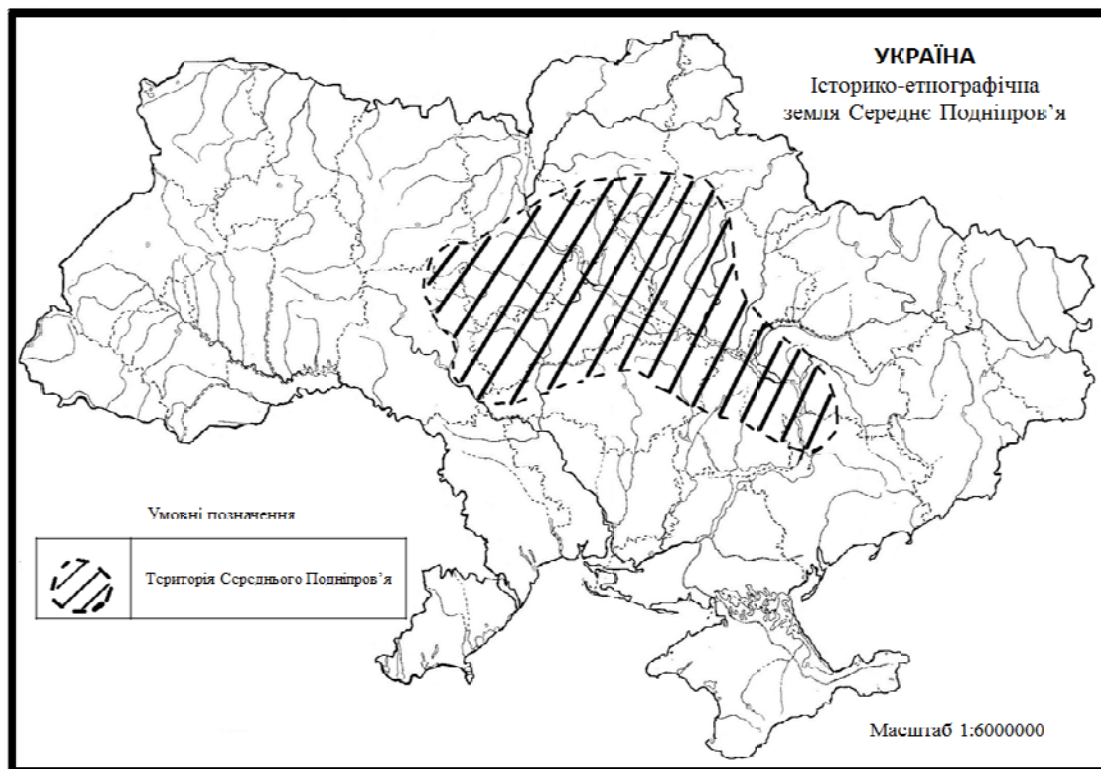 УКРАЇНА
Історико-етнографічна
земля Середнє Подніпров’я
Умовні позначення
Територія Середнього Подніпров’я
Масштаб 1:6000000